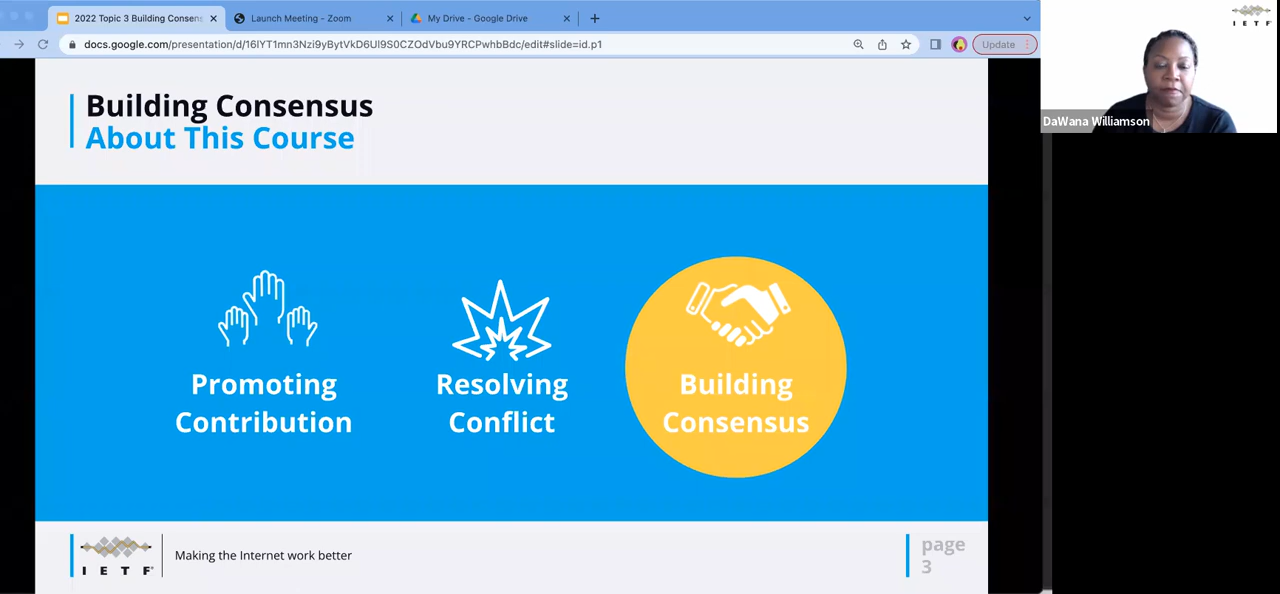 2022 Topic 3 Building Consens
Launch Meeting - Zoom
My Drive - Google Drive
docs.google.com/presentation/d/16lYT1mn3Nzi9yBytVkD6Ul9S0CZOdVbu9YRCPwhbBdc/edit#slide=id.p1
Update
I E T F
DaWana Williamson
Building Consensus
About This Course
Promoting
Contribution
Resolving
Conflict
Building
Consensus
I E T F
Making the Internet work better
page
3